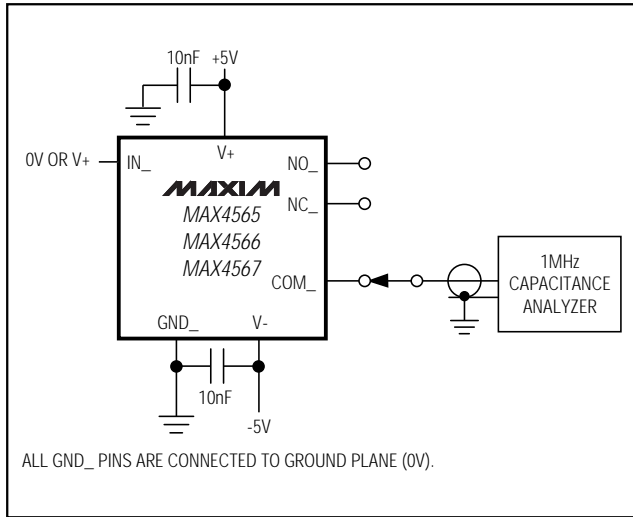 10nF +5V
V+
0V OR V+
IN_
NO_
MAXIM
NC_
MAX4565
MAX4566
MAX4567
COM_
1MHz
CAPACITANCE
ANALYZER
GND_
V-
10nF
-5V
ALL GND_ PINS ARE CONNECTED TO GROUND PLANE (0V).